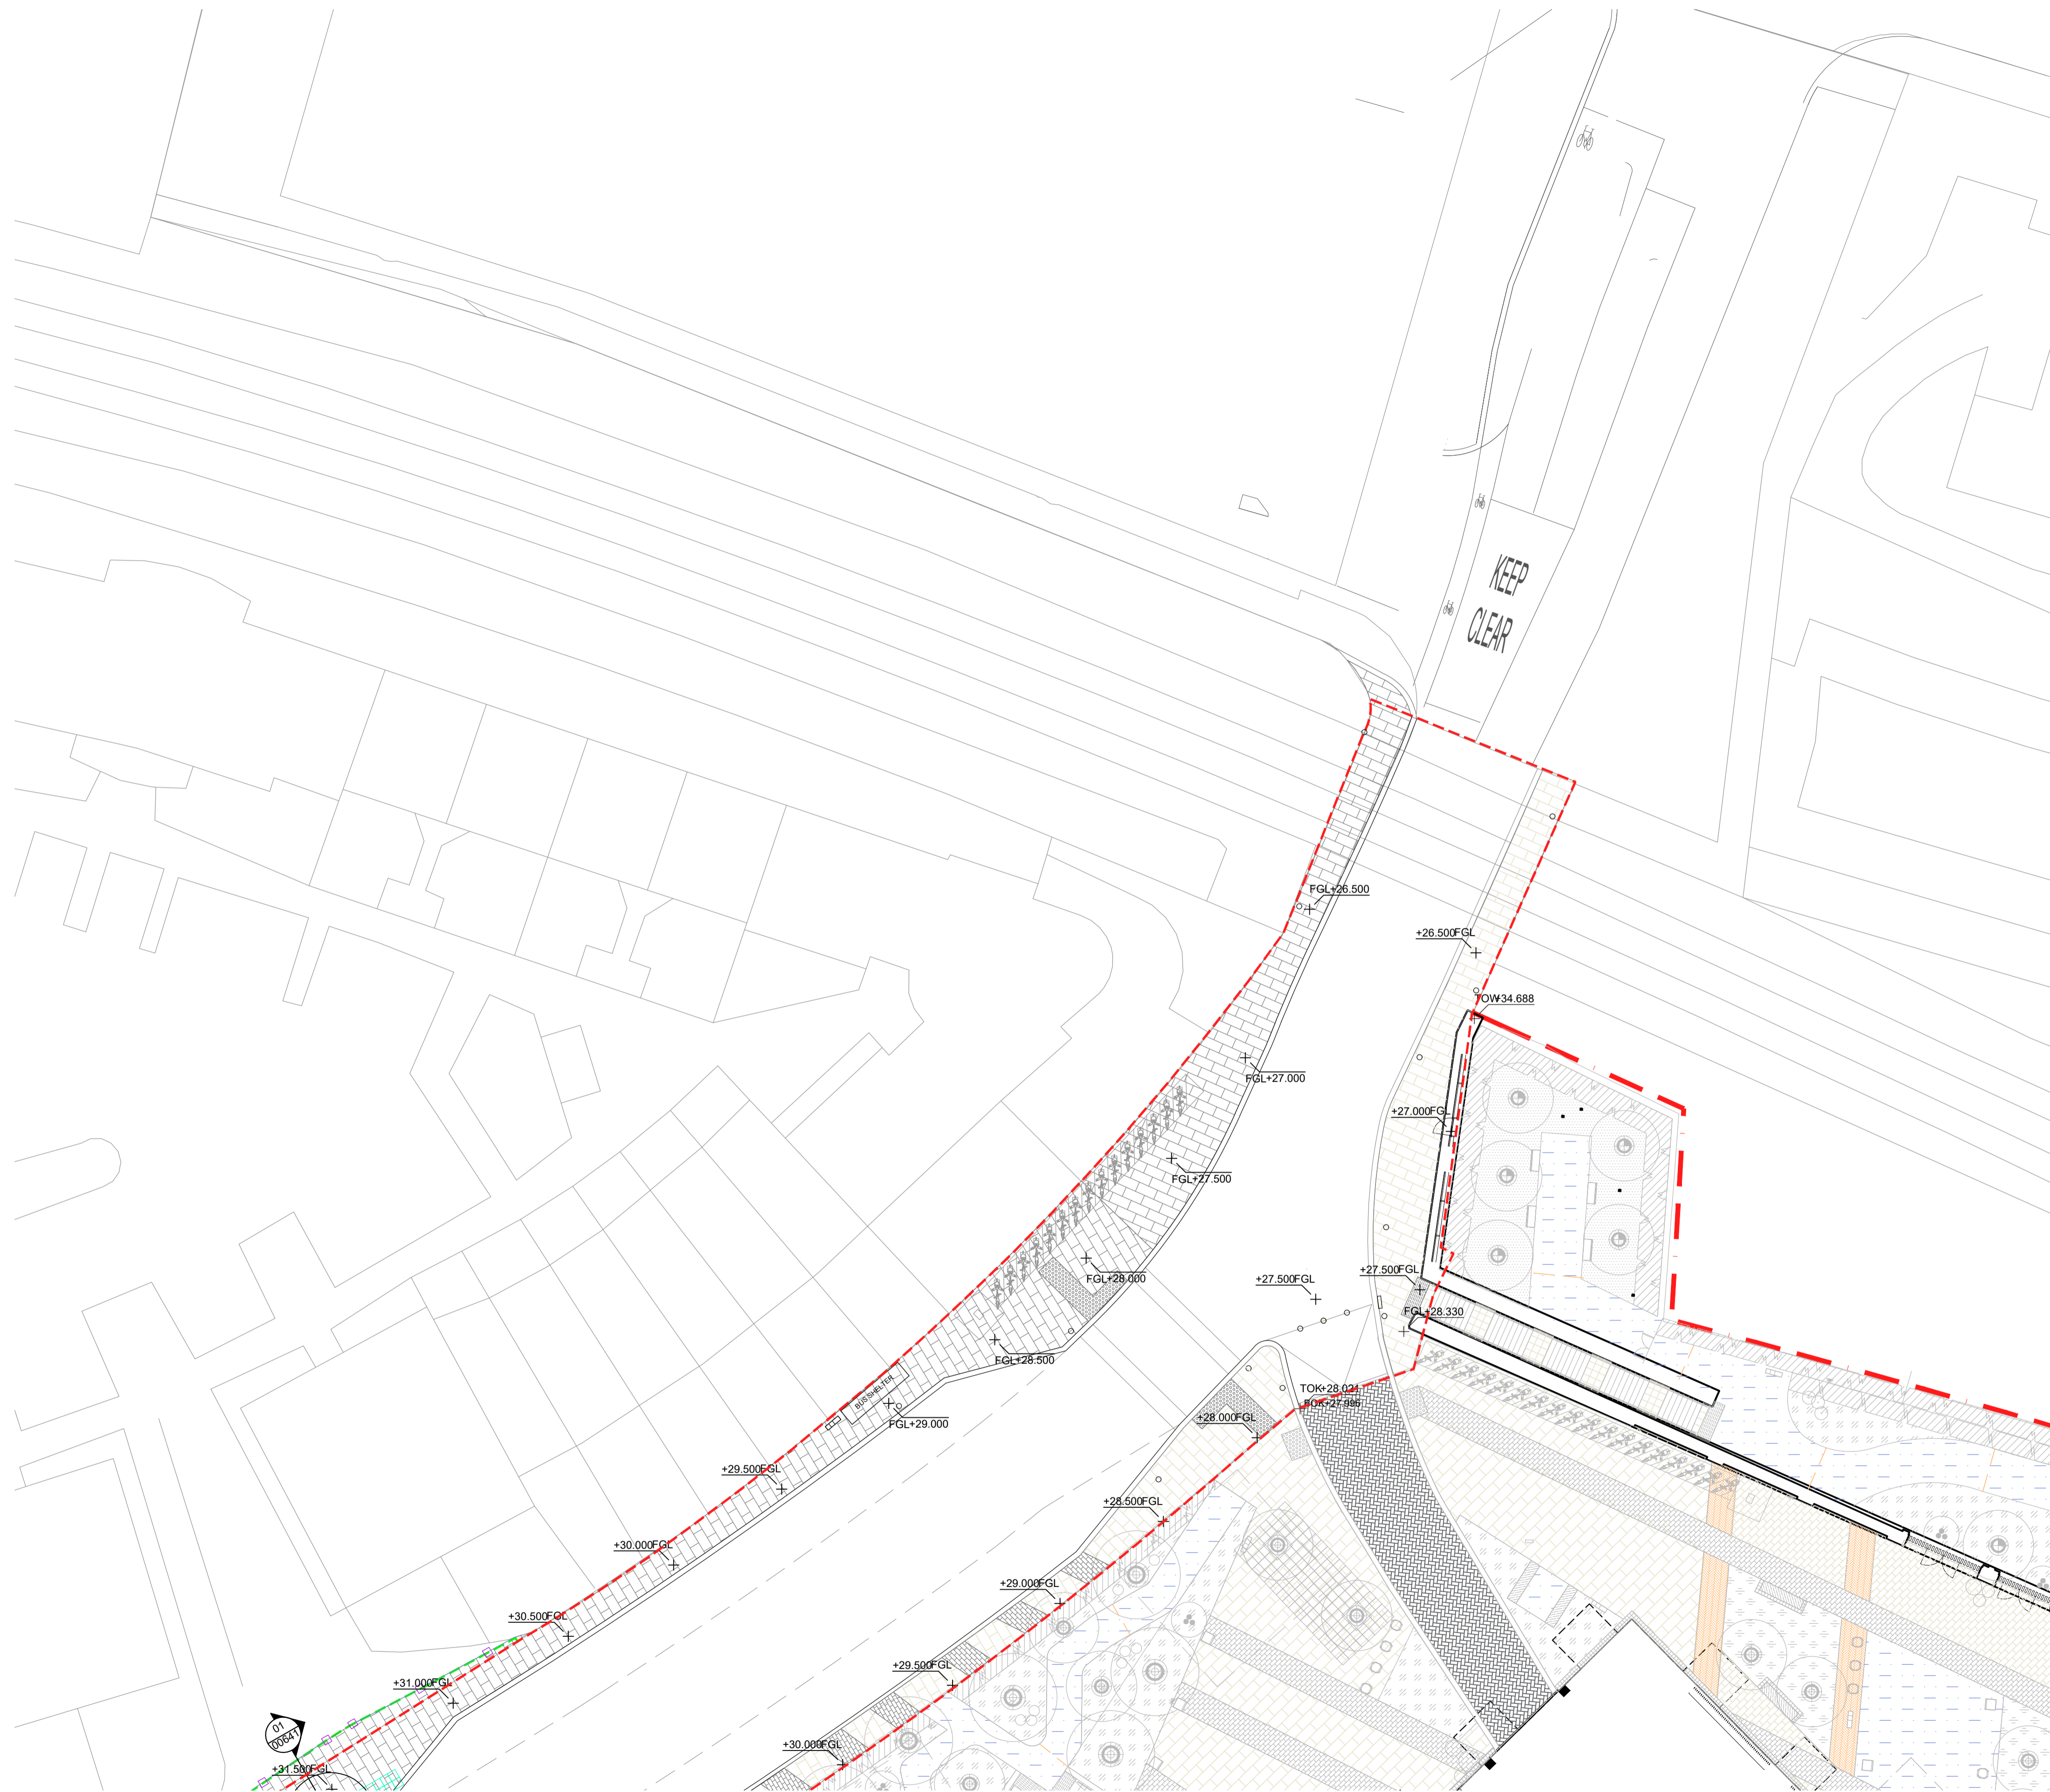 KEEP
CLEAR
FGL+26.500
+26.500FGL
TOW+34.688
FGL+27.000
+27.000FGL
FGL+27.500
+27.500FGL
FGL+28.000
+27.500FGL
FGL+28.330
FGL+28.500
BUS SHELTER
TOK+28.021
BOK+27.996
FGL+29.000
+28.000FGL
+29.500FGL
+28.500FGL
+30.000FGL
+29.000FGL
+30.500FGL
+29.500FGL
+31.000FGL
01
00641
+30.000FGL
+31.500FGL